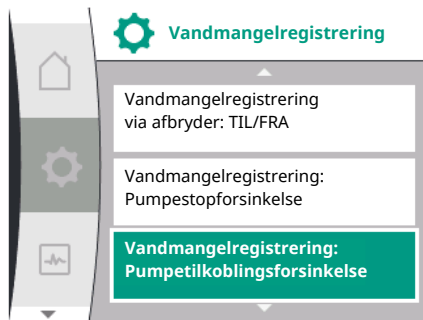 Vandmangelregistrering
Vandmangelregistrering
via afbryder: TIL/FRA
Vandmangelregistrering:
Pumpestopforsinkelse
Vandmangelregistrering:
Pumpetilkoblingsforsinkelse